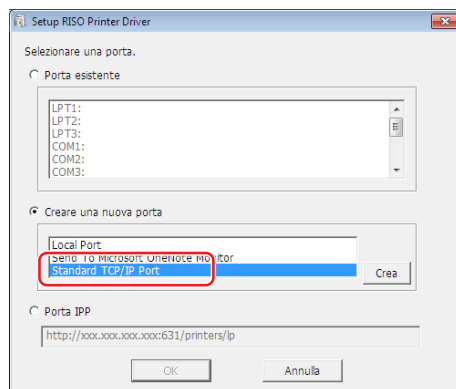 Setup RISO Printer Driver
Selezionare una porta.
Porta esistente
LPT1:
LPT2:
LPT3:
COM1:
COM2:
COM3:
Creare una nuova porta
Local Port
Send To Microsoft OneNote Monitor
Standard TCP/IP Port
Crea
Porta IPP
http://xxx.xxx.xxx.xxx:631/printers/lp
OK
Annulla